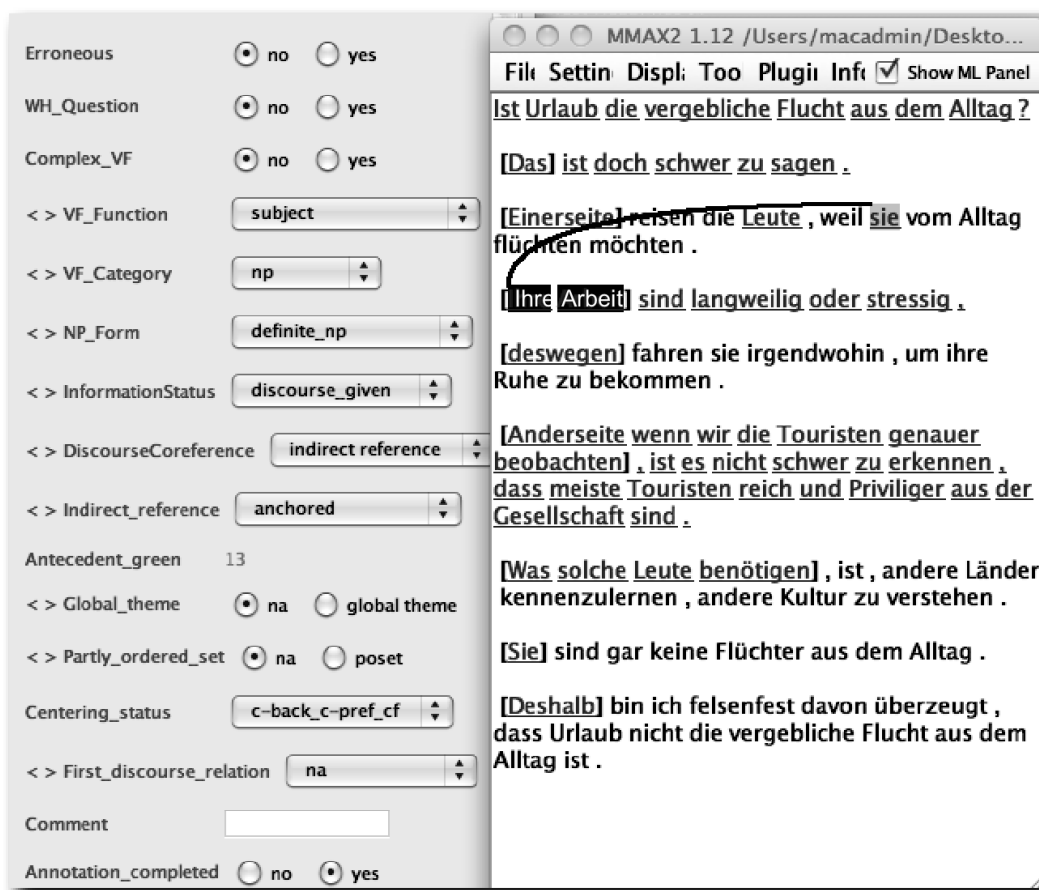 Erroneous no yes
WH_Question no yes
Complex_VF no yes
< > VF_Function subject
< > VF_Category np
< > NP_Form definite_np
< > InformationStatus discourse_given
< > DiscourseCoreference indirect reference
< > Indirect_reference anchored
Antecedent_green 13
< > Global_theme na global theme
< > Partly_ordered_set na poset
Centering_status c-back_c-pref_cf
< > First_discourse_relation na
Comment
Annotation_completed no yes
MMAX2 1.12 /Users/macadmin/Deskto...
File Settin Displ Too Plugi Info Show ML Panel
Ist Urlaub die vergebliche Flucht aus dem Alltag ?
[Das] ist doch schwer zu sagen .
[Einerseite] reisen die Leute , weil sie vom Alltag
flüchten möchten .
[Ihre Arbeit] sind langweilig oder stressig ,
[deswegen] fahren sie irgendwohin , um ihre
Ruhe zu bekommen .
[Anderseite wenn wir die Touristen genauer
beobachten] , ist es nicht schwer zu erkennen ,
dass meiste Touristen reich und Priviliger aus der
Gesellschaft sind .
[Was solche Leute benötigen] , ist , andere Länder
kennenzulernen , andere Kultur zu verstehen .
[Sie] sind gar keine Flüchter aus dem Alltag .
[Deshalb] bin ich felsenfest davon überzeugt ,
dass Urlaub nicht die vergebliche Flucht aus dem
Alltag ist .